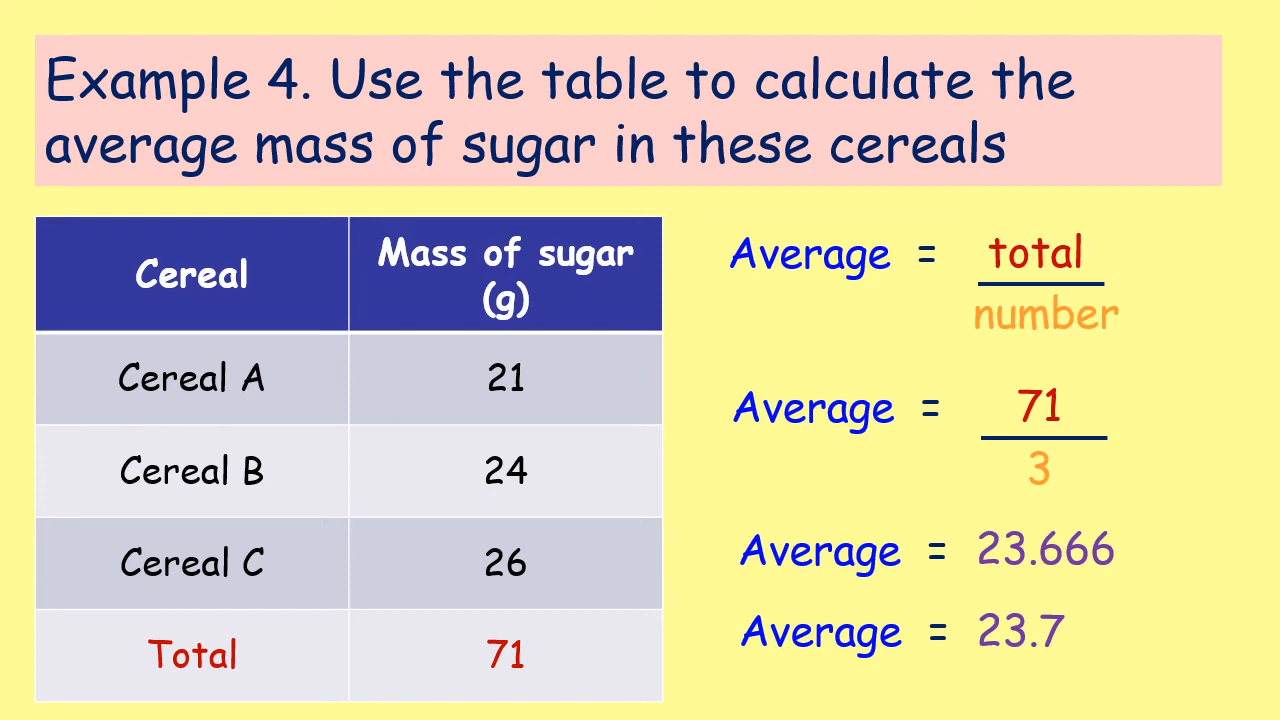 Example 4. Use the table to calculate the
average mass of sugar in these cereals
Cereal
Mass of sugar
(g)
Cereal A
21
Cereal B
24
Cereal C
26
Total
71
Average = total
number
Average = 71
3
Average = 23.666
Average = 23.7